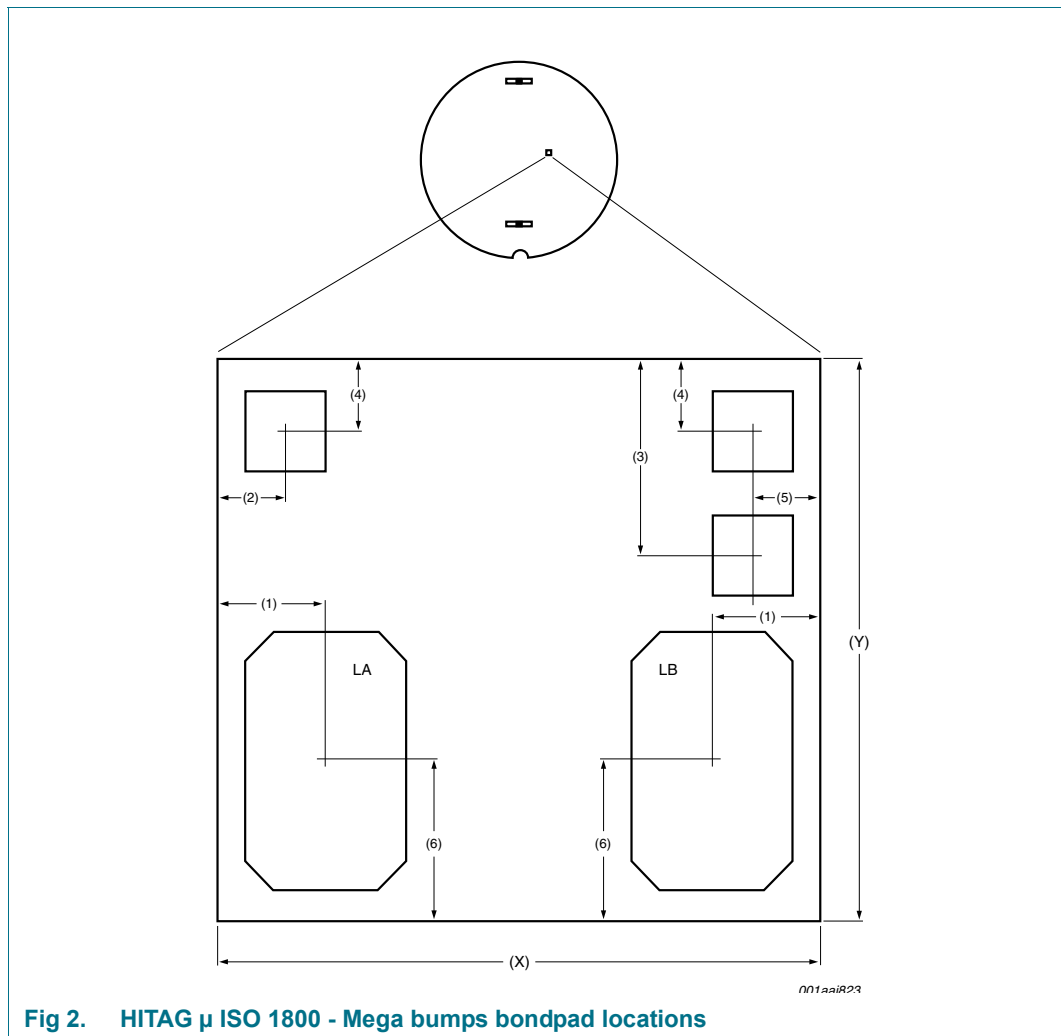 (4)
(4)
(3)
(2)
(5)
(1)
(1)
(Y)
LA
LB
(6)
(6)
(X)
001aaj823
Fig 2. HITAG μ ISO 1800 - Mega bumps bondpad locations